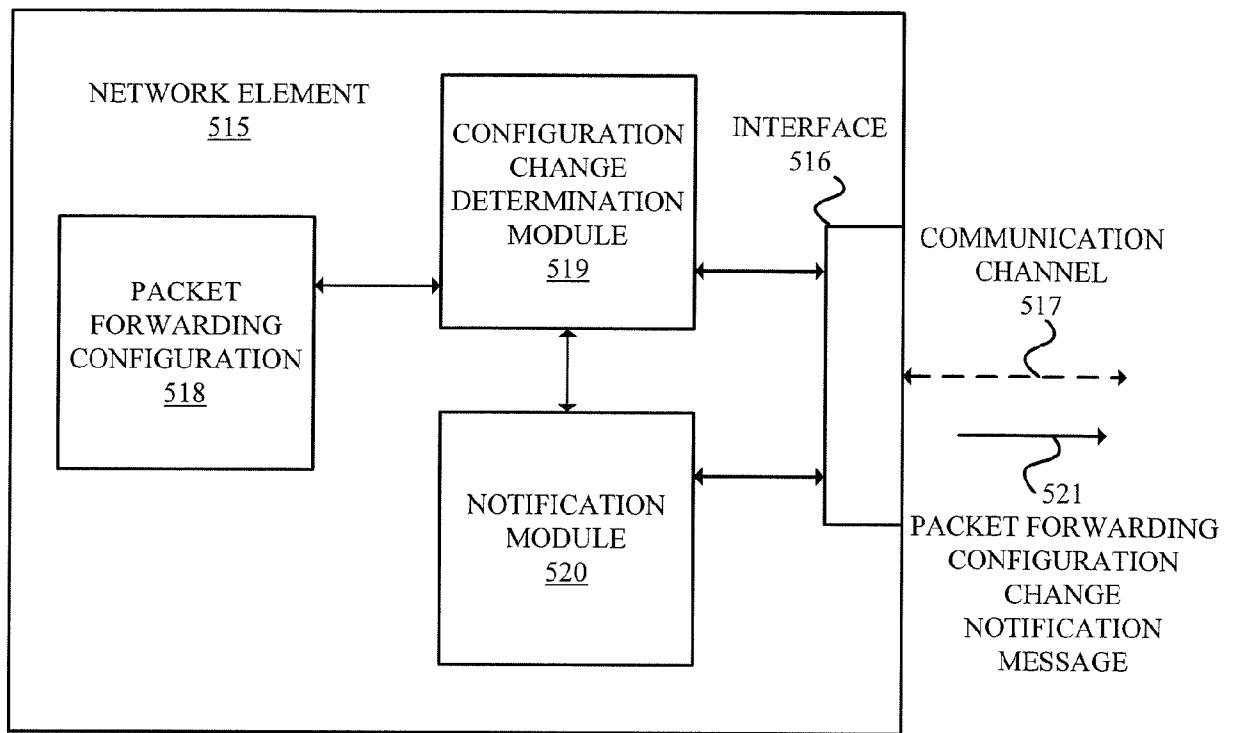 NETWORK ELEMENT
515
CONFIGURATION
CHANGE
DETERMINATION
MODULE
519
INTERFACE
516
PACKET
FORWARDING
CONFIGURATION
518
COMMUNICATION
CHANNEL
517
NOTIFICATION
MODULE
520
521
PACKET FORWARDING
CONFIGURATION
CHANGE
NOTIFICATION
MESSAGE